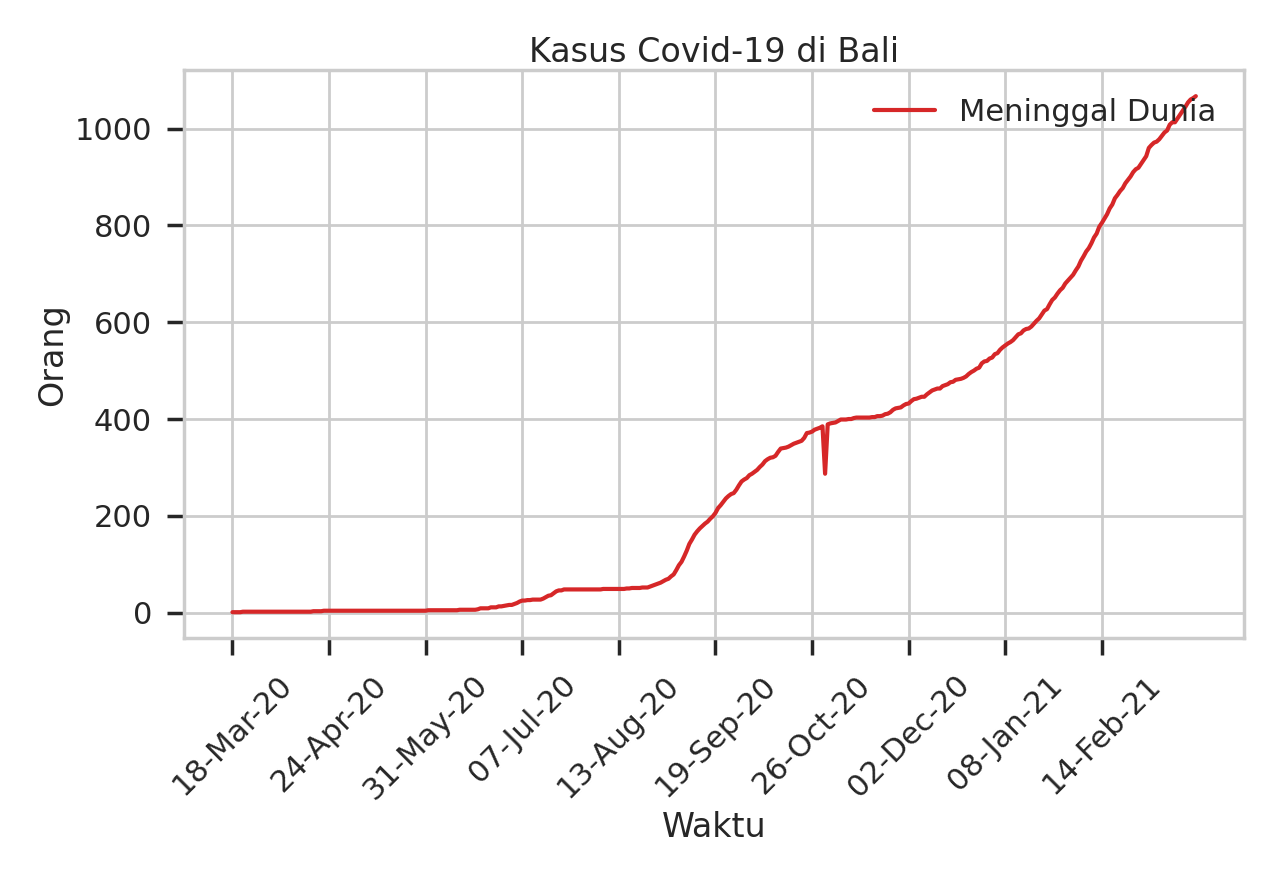 Kasus Covid-19 di Bali
Meninggal Dunia
Orang
1000
800
600
400
200
0
18-Mar-20
24-Apr-20
31-May-20
07-Jul-20
13-Aug-20
19-Sep-20
26-Oct-20
02-Dec-20
08-Jan-21
14-Feb-21
Waktu